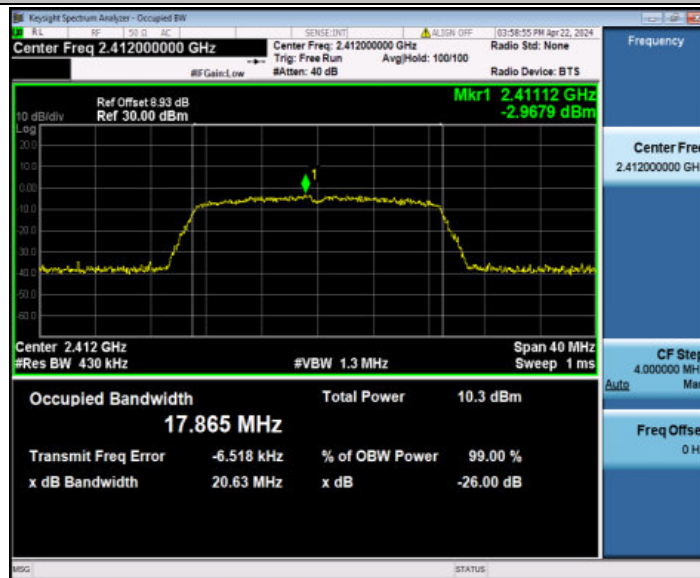 Keysight Spectrum Analyzer - Occupied BW
RL RF 50 Ω AC SENSE:INT ALIGN OFF 03:58:55 PM Apr 22, 2024
Center Freq 2.412000000 GHz
Center Freq: 2.412000000 GHz
Radio Std: None
Trig: Free Run Avg|Hold: 100/100
#IFGain:Low #Atten: 40 dB Radio Device: BTS
Frequency
Ref Offset 8.93 dB
Mkr1 2.41112 GHz
10 dB/div Ref 30.00 dBm -2.9679 dBm
Log
20.0
10.0
0.00
-10.0
-20.0
-30.0
-40.0
-50.0
-60.0
1
Center 2.412 GHz Span 40 MHz
#Res BW 430 kHz #VBW 1.3 MHz Sweep 1 ms
Occupied Bandwidth Total Power 10.3 dBm
17.865 MHz
Transmit Freq Error -6.518 kHz % of OBW Power 99.00 %
x dB Bandwidth 20.63 MHz x dB -26.00 dB
Center Fre
2.412000000 GH
CF Step
4.000000 MH
Auto Ma
Freq Offse
0 H
MSG STATUS